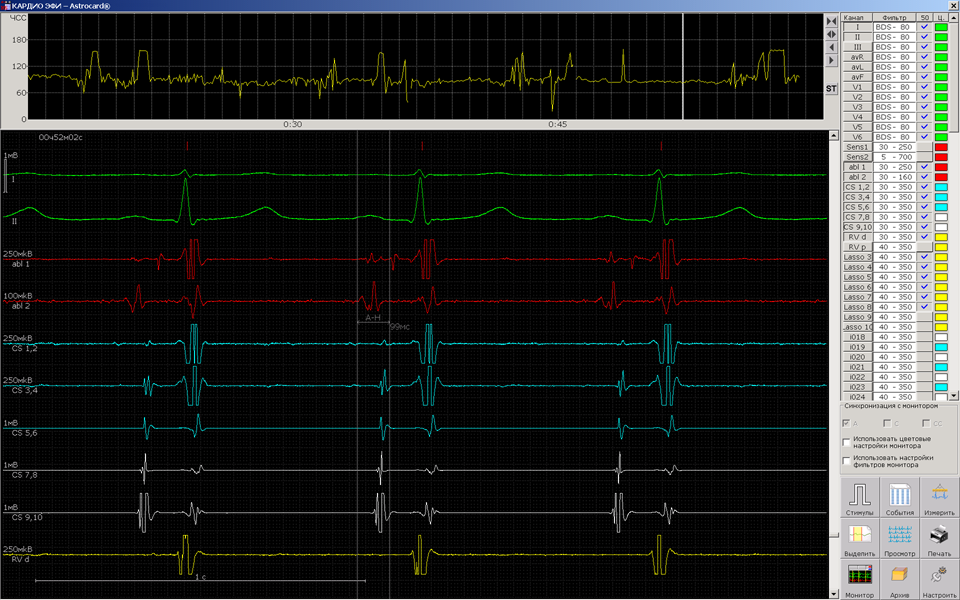 КАРДИО ЭФИ – Astrocard®
ЧСС
180
120
60
0
0:30
0:45
ST
00ч52м02с
1мВ
I
II
250мкВ
abl 1
100мкВ
abl 2
А-Н
99мс
250мкВ
CS 1,2
250мкВ
CS 3,4
1мВ
CS 5,6
1мВ
CS 7,8
1мВ
CS 9,10
250мкВ
RV d
1 с
Канал Фильтр 50 Ц.
I BDS - 80
II BDS - 80
III BDS - 80
avR BDS - 80
avL BDS - 80
avF BDS - 80
V1 BDS - 80
V2 BDS - 80
V3 BDS - 80
V4 BDS - 80
V5 BDS - 80
V6 BDS - 80
Sens1 30 - 250
Sens2 5 - 700
abl 1 30 - 250
abl 2 30 - 160
CS 1,2 30 - 350
CS 3,4 30 - 350
CS 5,6 30 - 350
CS 7,8 30 - 350
CS 9,10 30 - 350
RV d 30 - 350
RV p 40 - 350
Lasso 3 40 - 350
Lasso 4 40 - 350
Lasso 5 40 - 350
Lasso 6 40 - 350
Lasso 7 40 - 350
Lasso 8 40 - 350
Lasso 9 40 - 350
Lasso 10 40 - 350
i018 40 - 350
i019 40 - 350
i020 40 - 350
i021 40 - 350
i022 40 - 350
i023 40 - 350
i024 40 - 350
Синхронизация с монитором
Использовать цветовые
настройки монитора
Использовать настройки
фильтров монитора
Стимулы События Измерить
Выделить Просмотр Печать
Монитор Архив Настроить